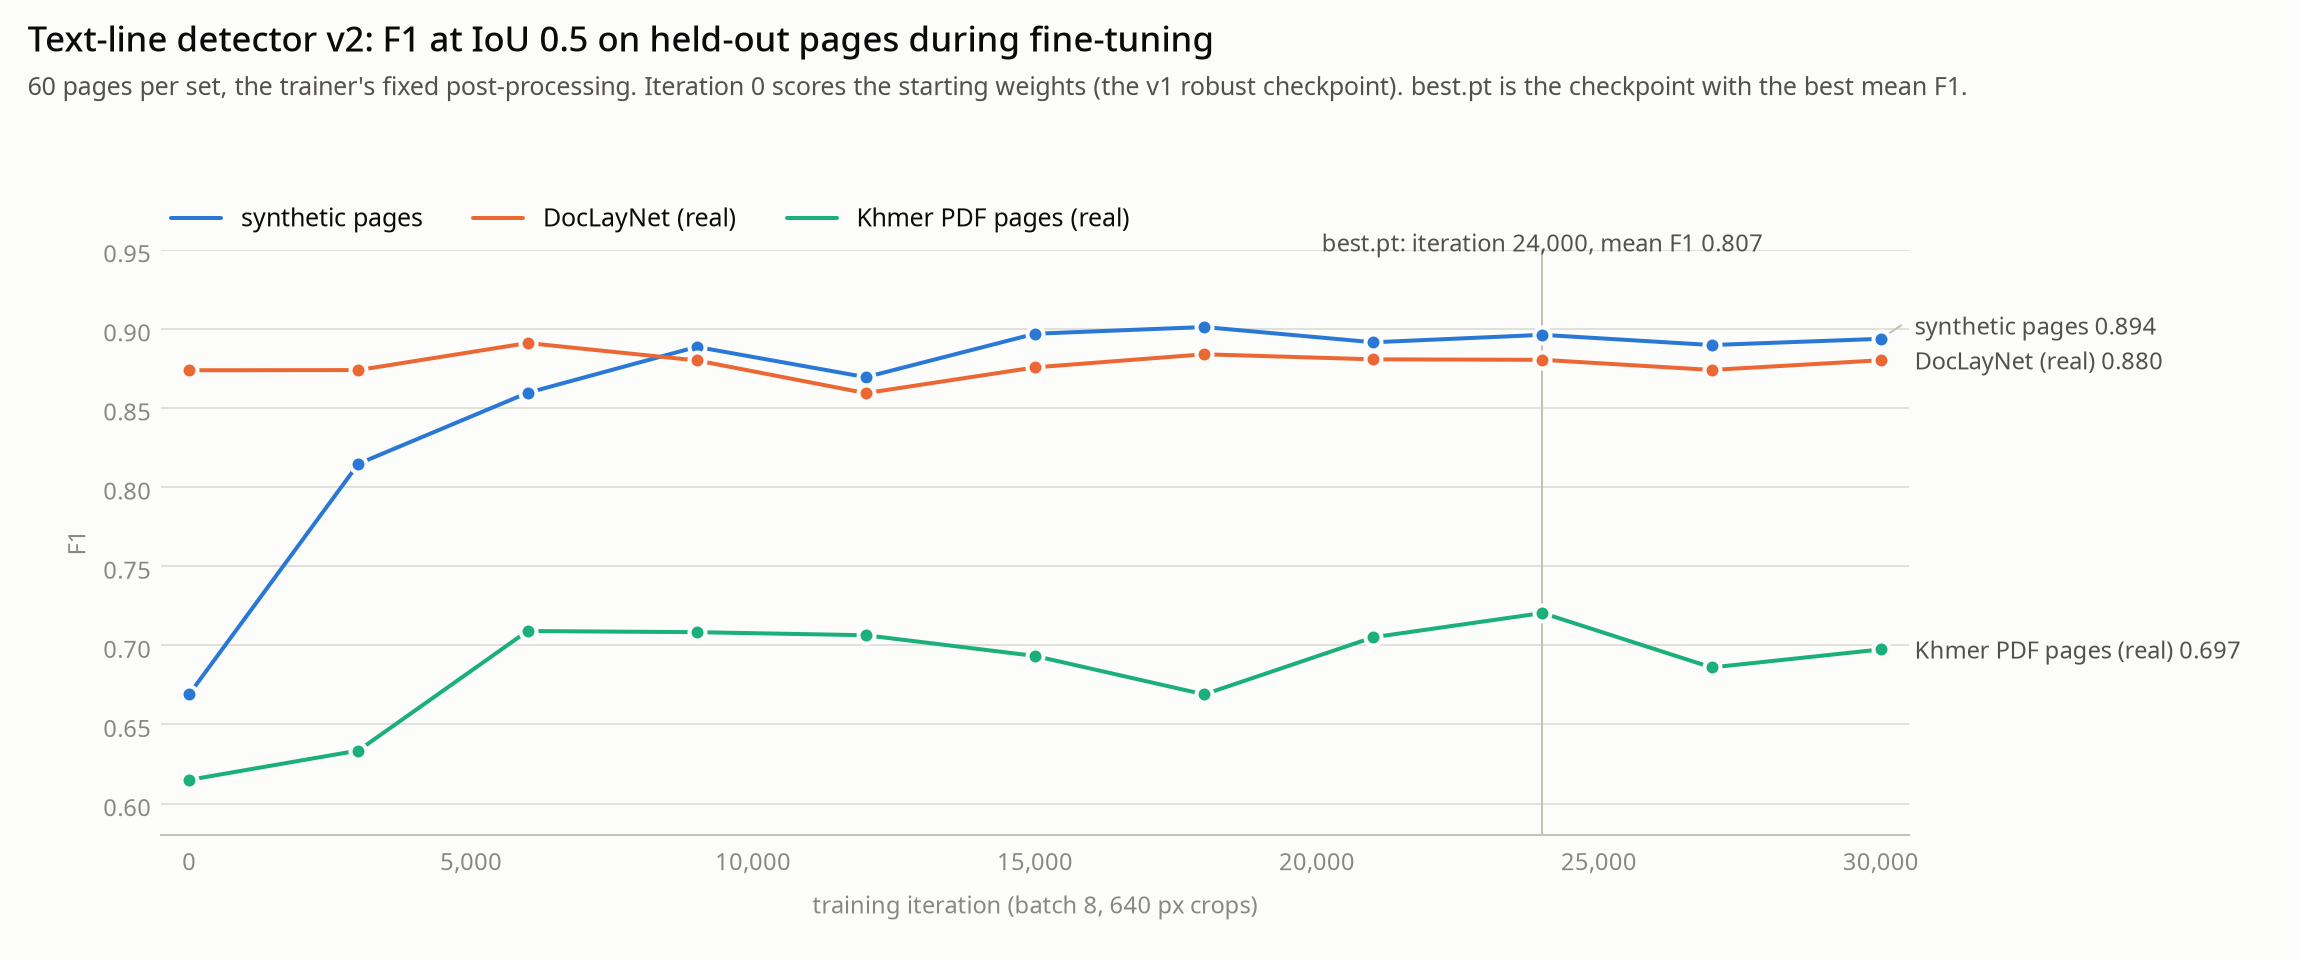 Text-line detector v2: F1 at IoU 0.5 on held-out pages during fine-tuning
60 pages per set, the trainer's fixed post-processing. Iteration 0 scores the starting weights (the v1 robust checkpoint). best.pt is the checkpoint with the best mean F1.
synthetic pages DocLayNet (real) Khmer PDF pages (real)
best.pt: iteration 24,000, mean F1 0.807
0.95
0.90
0.85
0.80
0.75
0.70
0.65
0.60
F1
synthetic pages 0.894
DocLayNet (real) 0.880
Khmer PDF pages (real) 0.697
0 5,000 10,000 15,000 20,000 25,000 30,000
training iteration (batch 8, 640 px crops)